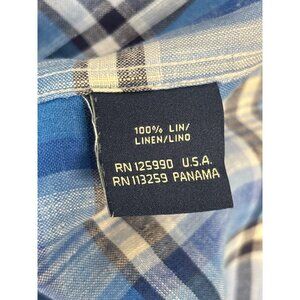 100% LIN/
LINEN/LINO
RN 125990 U.S.A.
RN 113259 PANAMA